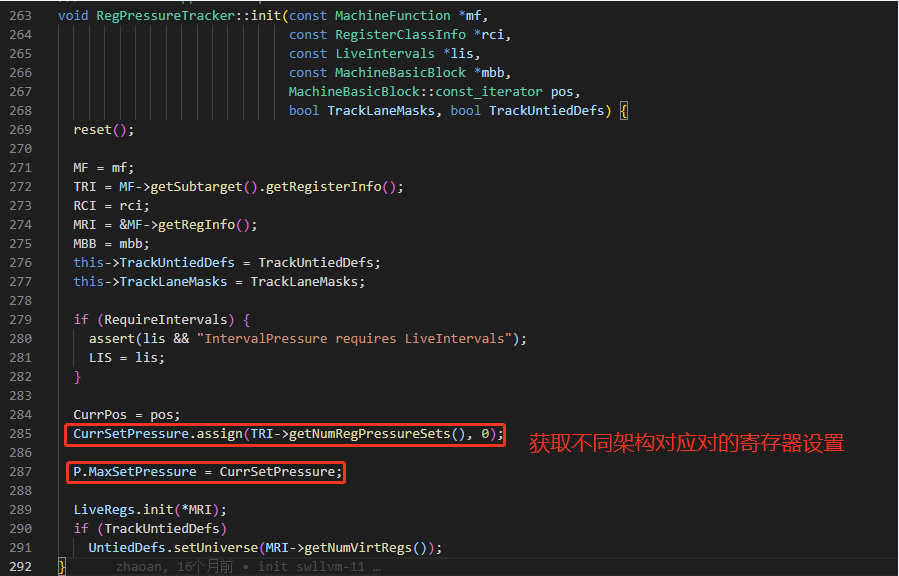 263 void RegPressureTracker::init(const MachineFunction *mf,
264 const RegisterClassInfo *rci,
265 const LiveIntervals *lis,
266 const MachineBasicBlock *mbb,
267 MachineBasicBlock::const_iterator pos,
268 bool TrackLaneMasks, bool TrackUntiedDefs) {
269 reset();
270
271 MF = mf;
272 TRI = MF->getSubtarget().getRegisterInfo();
273 RCI = rci;
274 MRI = &MF->getRegInfo();
275 MBB = mbb;
276 this->TrackUntiedDefs = TrackUntiedDefs;
277 this->TrackLaneMasks = TrackLaneMasks;
278
279 if (RequireIntervals) {
280 assert(lis && "IntervalPressure requires LiveIntervals");
281 LIS = lis;
282 }
283
284 CurrPos = pos;
285 CurrSetPressure.assign(TRI->getNumRegPressureSets(), 0);
获取不同架构对应对的寄存器设置
286
287 P.MaxSetPressure = CurrSetPressure;
288
289 LiveRegs.init(*MRI);
290 if (TrackUntiedDefs)
291 UntiedDefs.setUniverse(MRI->getNumVirtRegs());
292 } zhaoan, 16个月前 • init swllvm-11 …